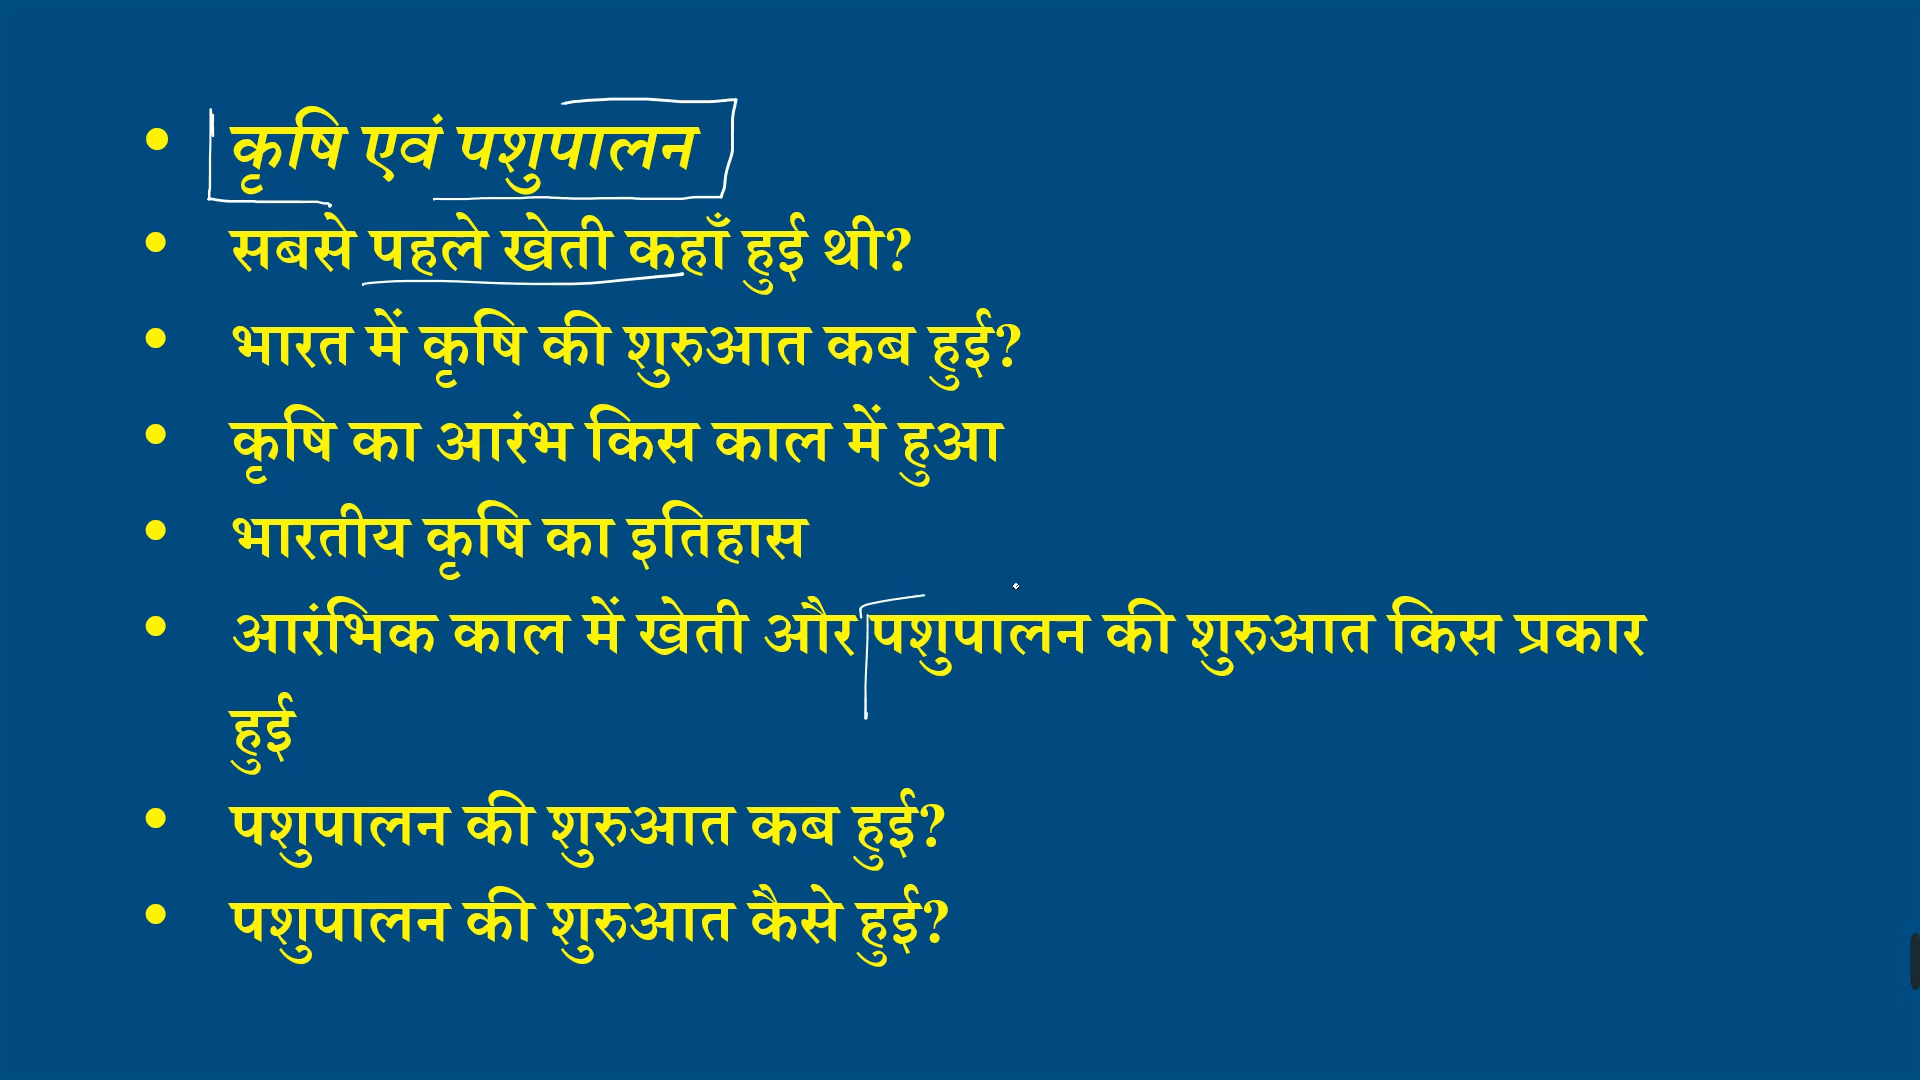 • कृषि एवं पशुपालन
• सबसे पहले खेती कहाँ हुई थी?
• भारत में कृषि की शुरुआत कब हुई?
• कृषि का आरंभ किस काल में हुआ
• भारतीय कृषि का इतिहास
• आरंभिक काल में खेती और पशुपालन की शुरुआत किस प्रकार
हुई
• पशुपालन की शुरुआत कब हुई?
• पशुपालन की शुरुआत कैसे हुई?